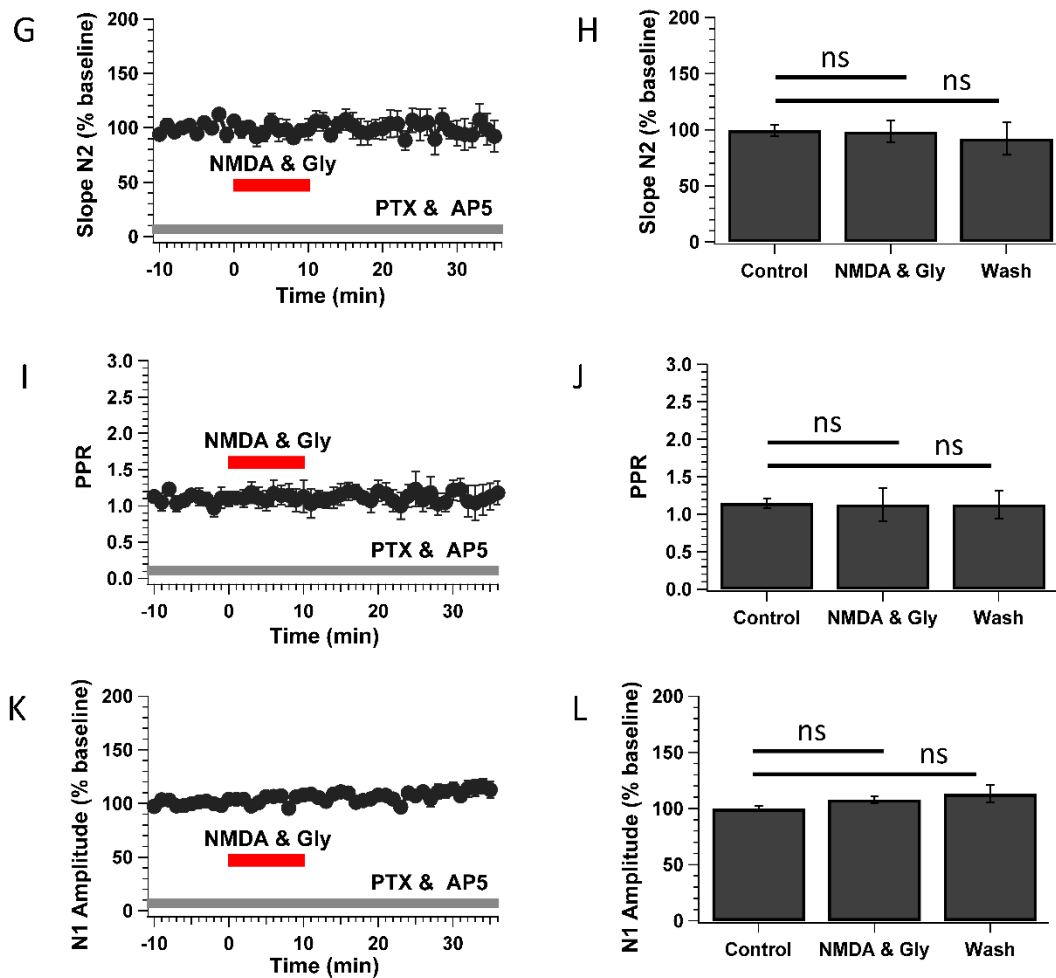 G
Slope N2 (% baseline)
200
150
100
50
0
NMDA & Gly
PTX & AP5
-10 0 10 20 30
Time (min)
H
Slope N2 (% baseline)
200
150
100
50
0
ns
ns
Control NMDA & Gly Wash
I
PPR
3.0
2.5
2.0
1.5
1.0
0.5
0.0
NMDA & Gly
PTX & AP5
-10 0 10 20 30
Time (min)
J
PPR
3.0
2.5
2.0
1.5
1.0
0.5
0.0
ns
ns
Control NMDA & Gly Wash
K
N1 Amplitude (% baseline)
200
150
100
50
0
NMDA & Gly
PTX & AP5
-10 0 10 20 30
Time (min)
L
N1 Amplitude (% baseline)
200
150
100
50
0
ns
ns
Control NMDA & Gly Wash